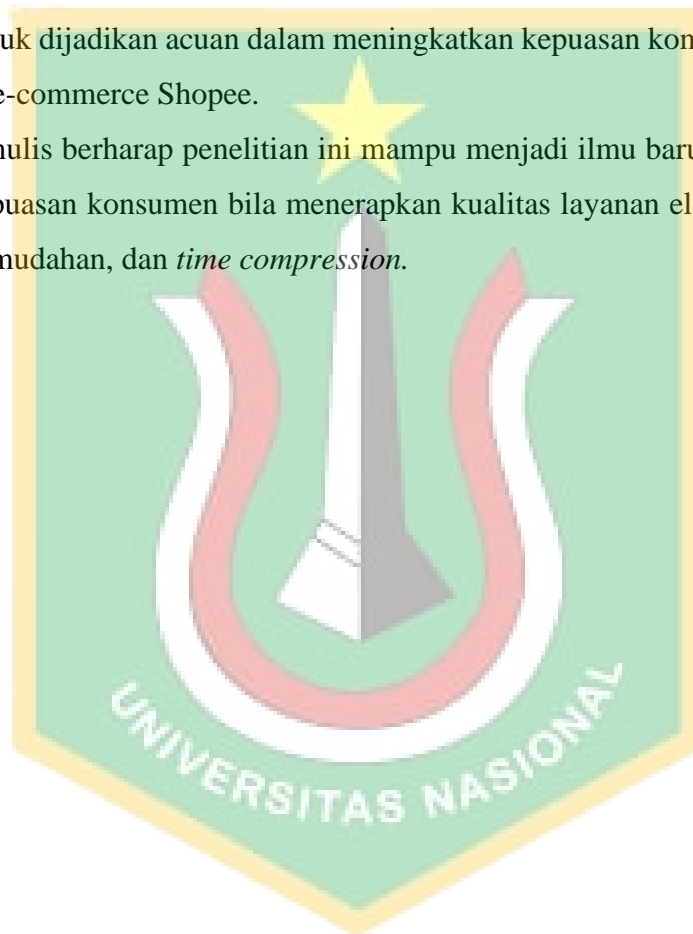 uk dijadikan acuan dalam meningkatkan kepuasan kon
e-commerce Shopee.
nulis berharap penelitian ini mampu menjadi ilmu baru
puasan konsumen bila menerapkan kualitas layanan el
mudahan, dan time compression.
UNIVERSITAS NASIONAL